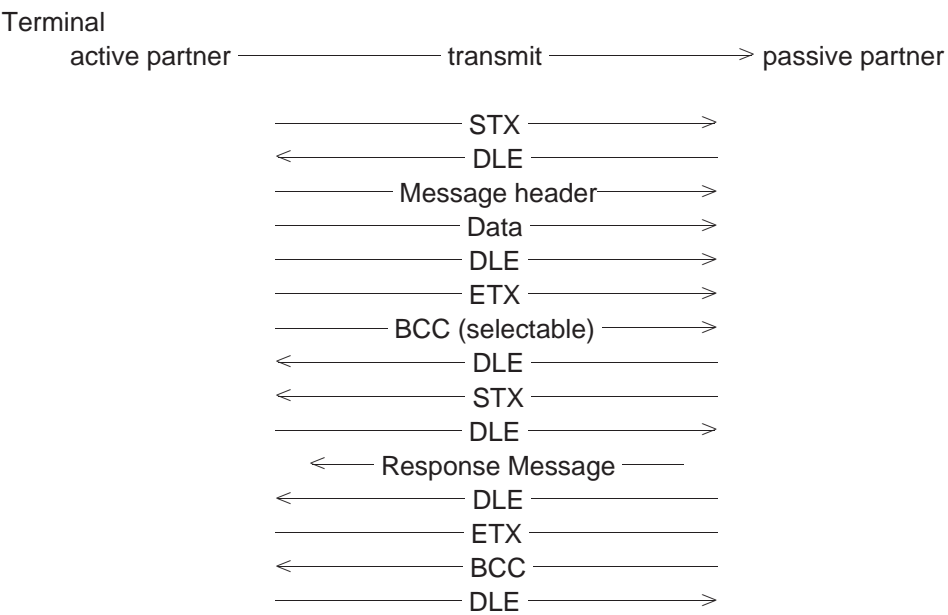 Terminal
active partner transmit passive partner
STX
DLE
Message header
Data
DLE
ETX
BCC (selectable)
DLE
STX
DLE
Response Message
DLE
ETX
BCC
DLE